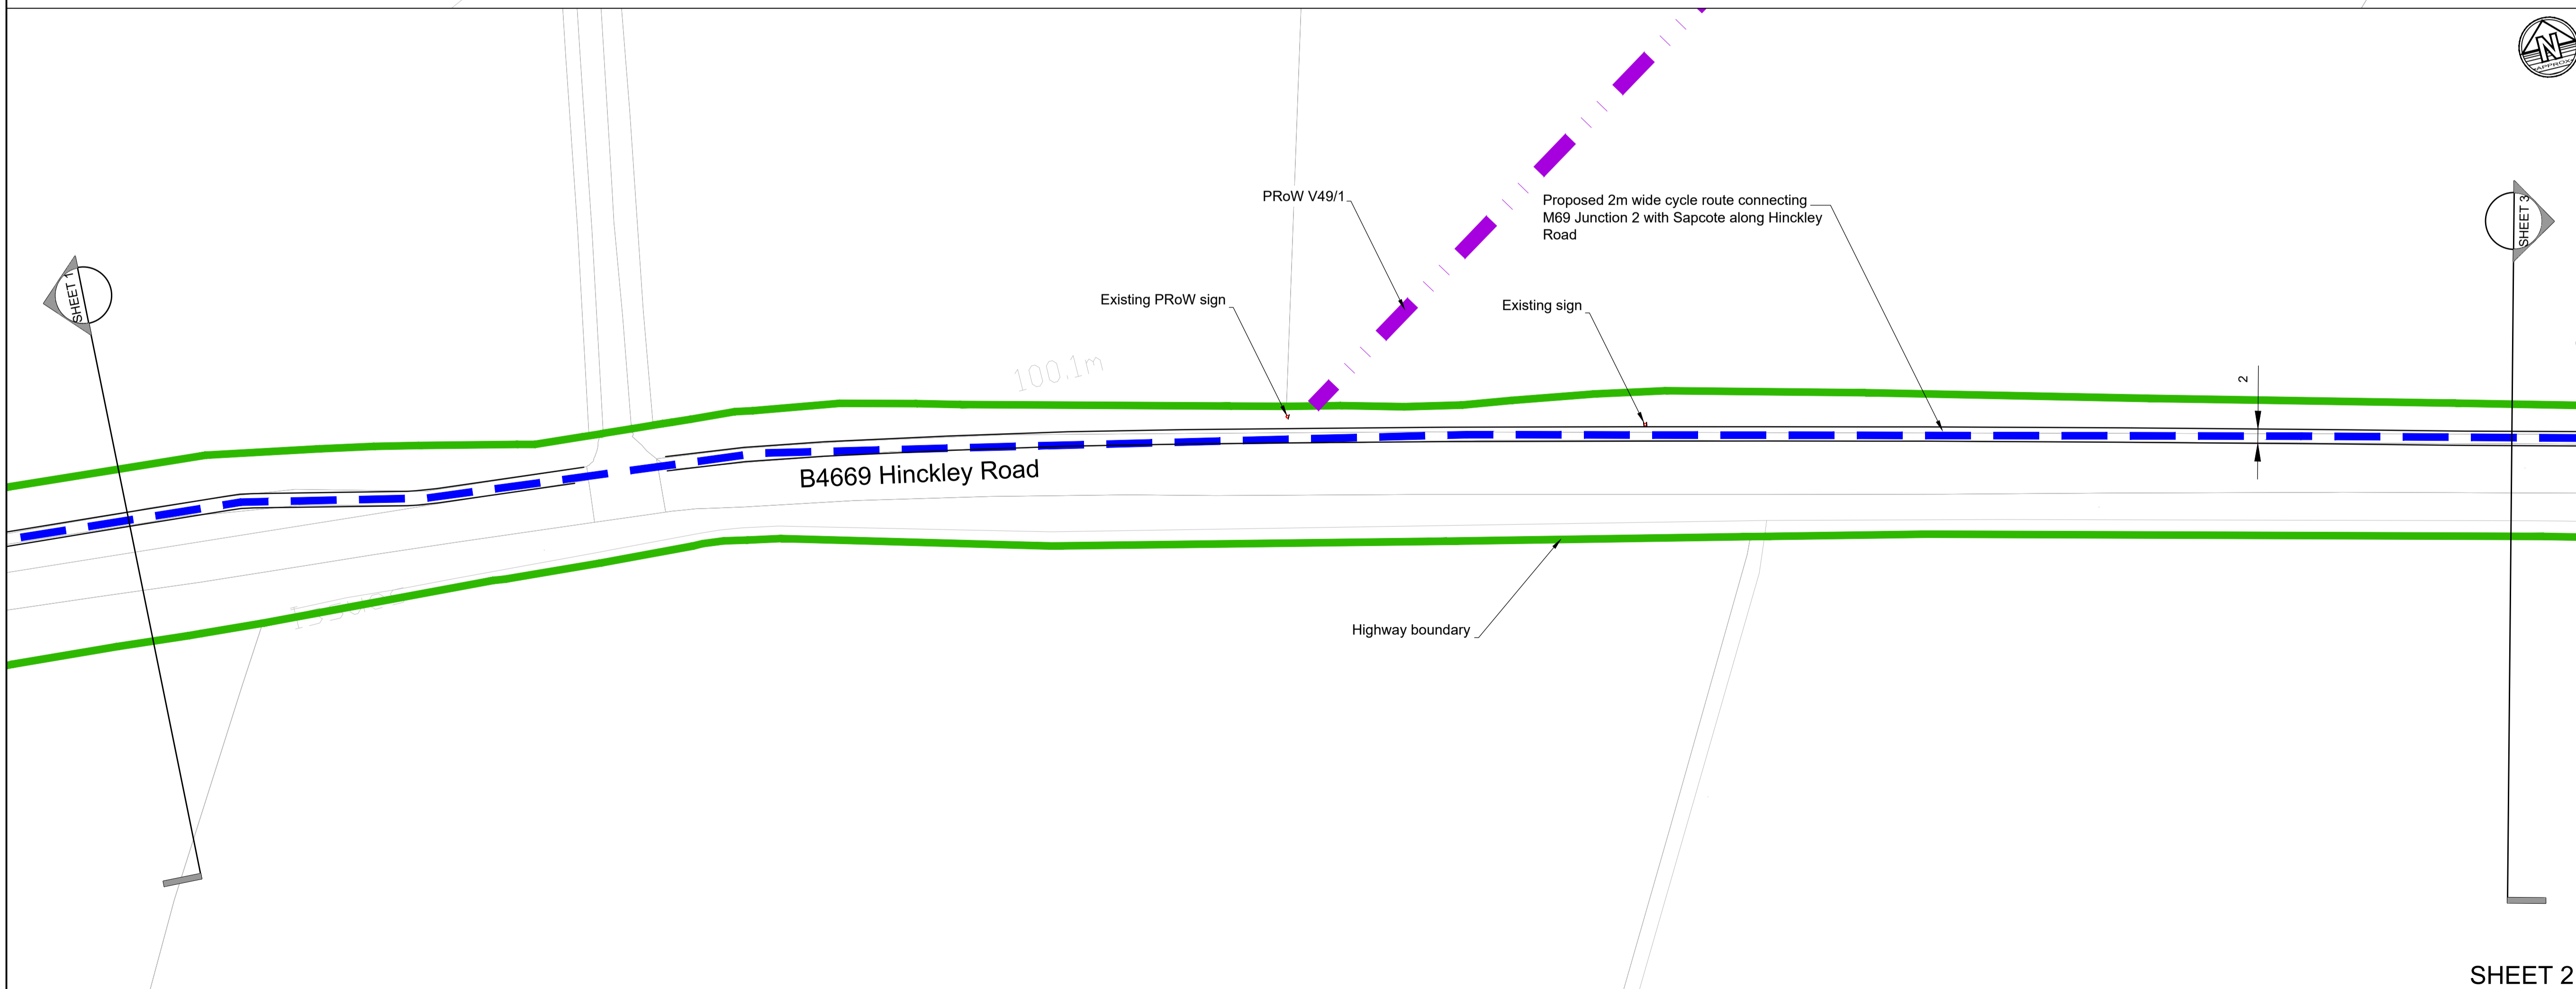 N
APPROX
SHEET 1
SHEET 3
PRoW V49/1
Proposed 2m wide cycle route connecting
M69 Junction 2 with Sapcote along Hinckley
Road
Existing PRoW sign
Existing sign
100.1m
2
B4669 Hinckley Road
Highway boundary
SHEET 2